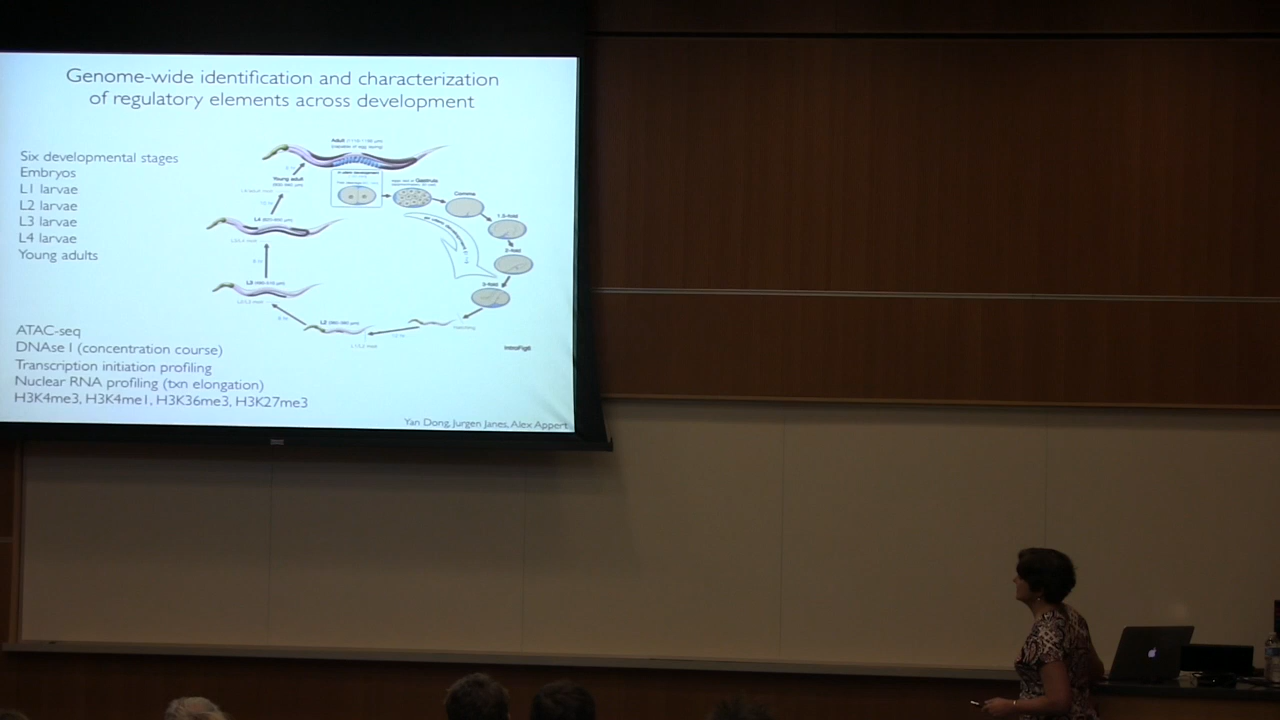 Genome-wide identification and characterization
of regulatory elements across development
Six developmental stages
Embryos
L1 larvae
L2 larvae
L3 larvae
L4 larvae
Young adults
Adult
Young adult
Gastrula
Comma
1.5-fold
2-fold
3-fold
L4
L3
L2
hatching
ATAC-seq
DNAse I (concentration course)
Transcription initiation profiling
Nuclear RNA profiling (txn elongation)
H3K4me3, H3K4me1, H3K36me3, H3K27me3
Yan Dong, Jurgen Janes, Alex Appert